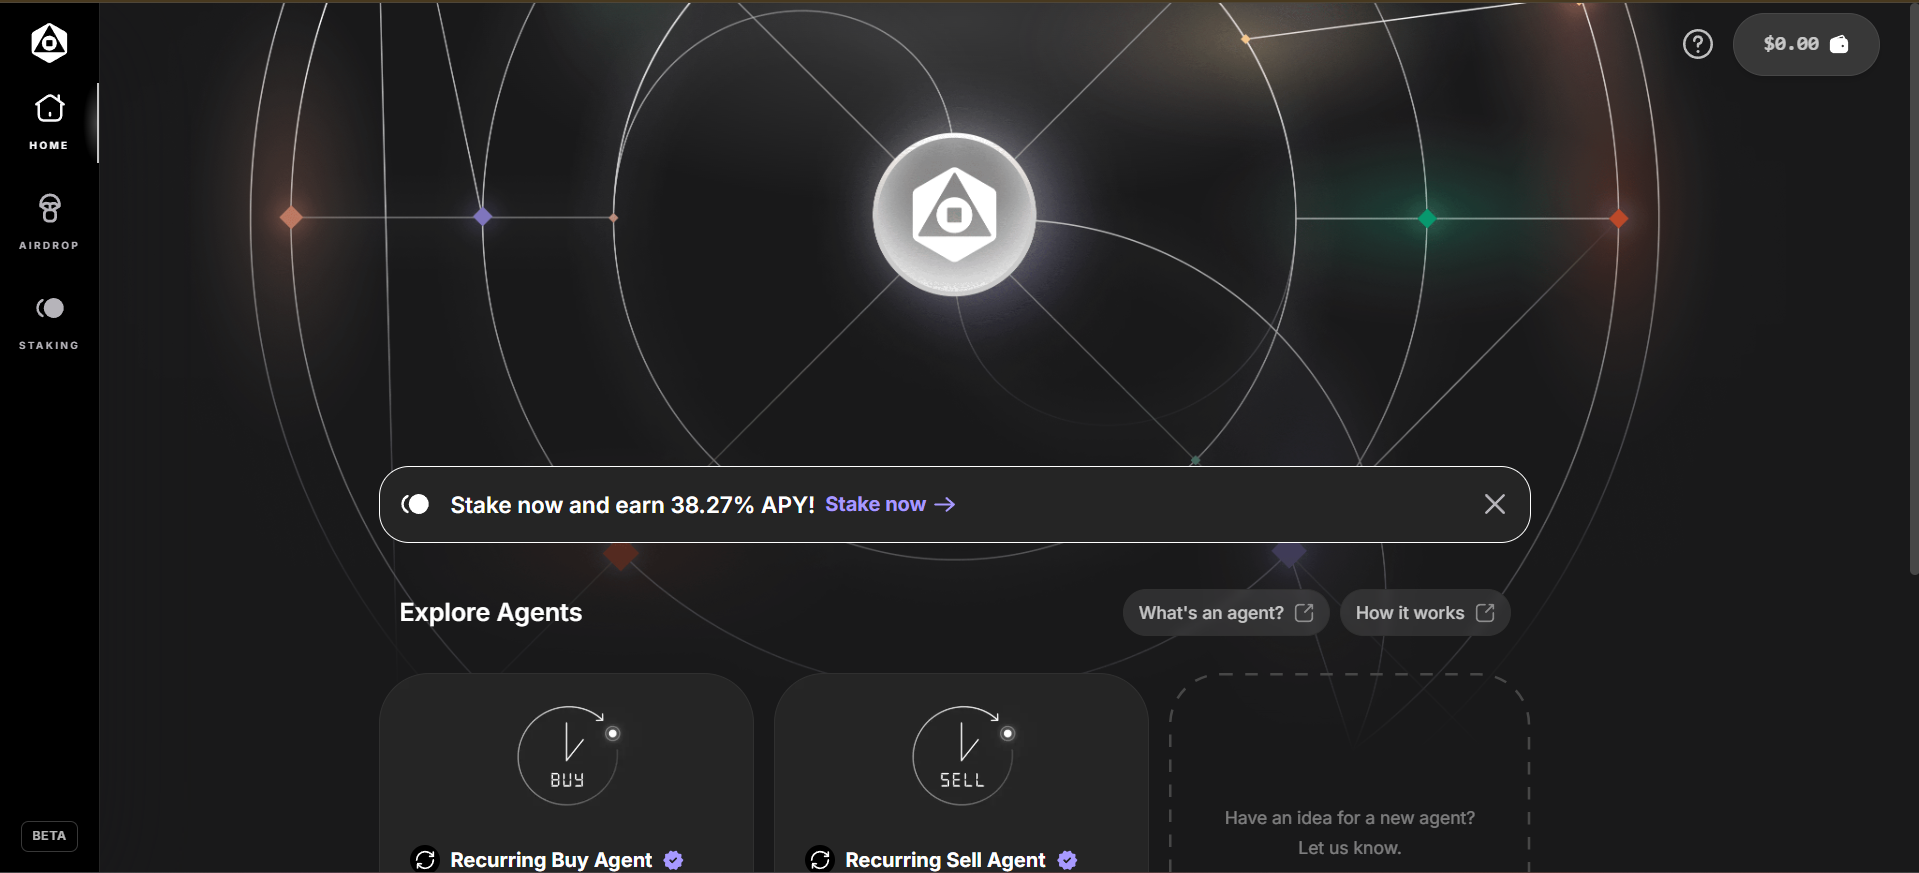 $0.00
HOME
AIRDROP
STAKING
BETA
Stake now and earn 38.27% APY! Stake now
Explore Agents
What's an agent?
How it works
BUY
Recurring Buy Agent
SELL
Recurring Sell Agent
Have an idea for a new agent?
Let us know.